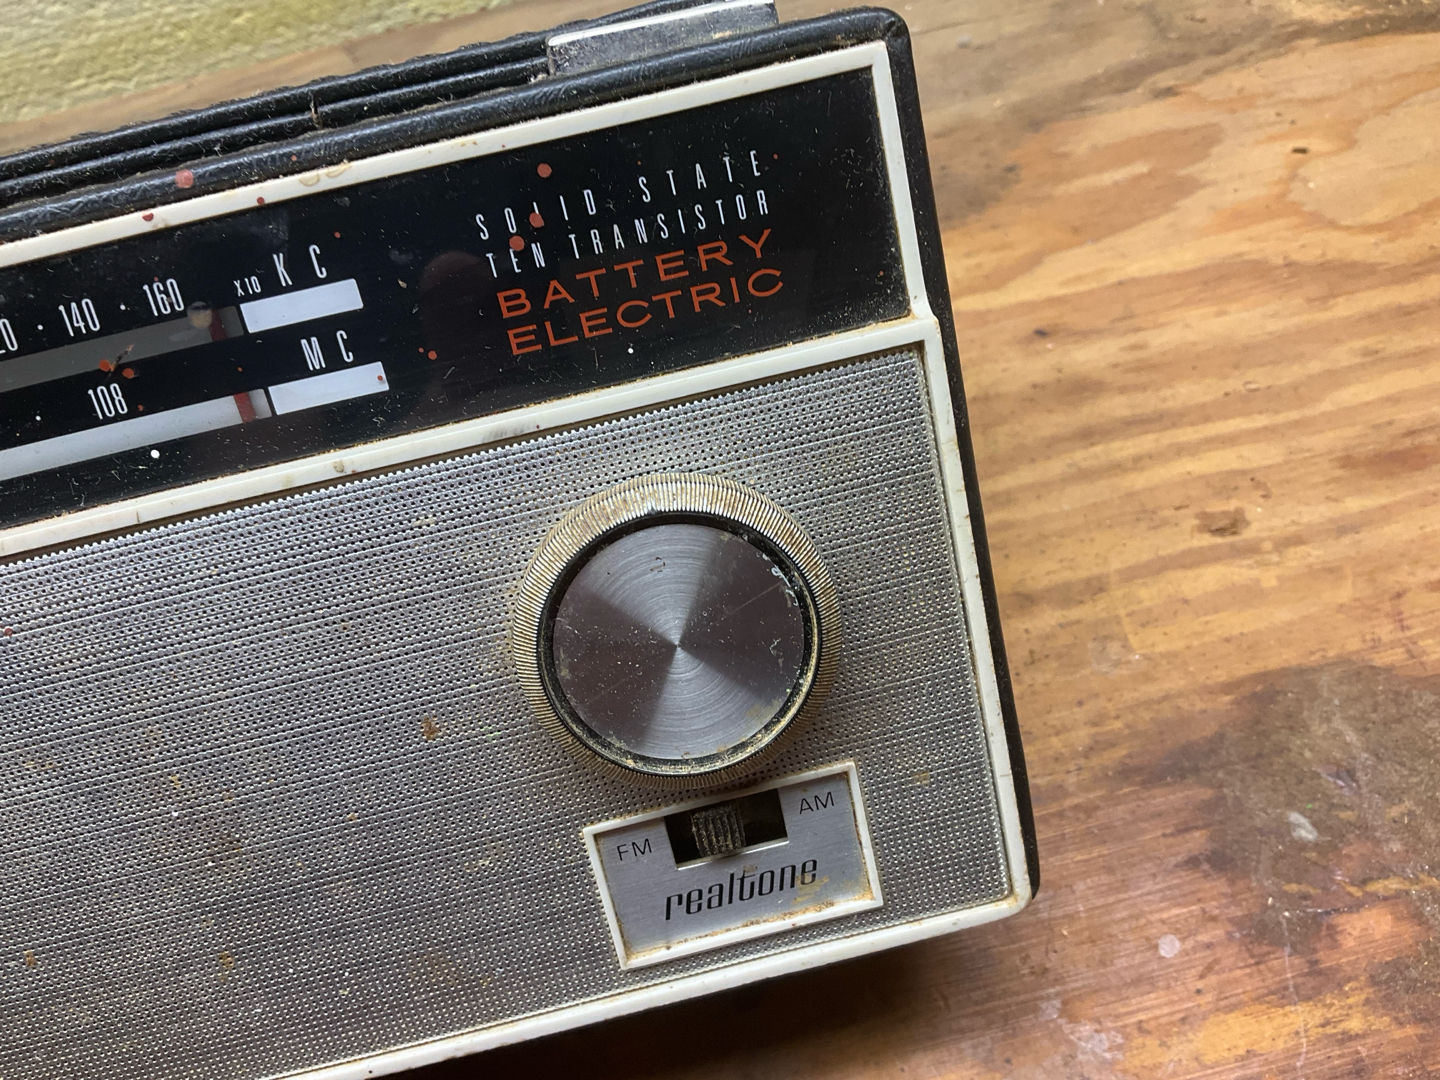 SOLID STATE
TEN TRANSISTOR
BATTERY
ELECTRIC
140 · 160 X10 KC
108 MC
FM AM
realtone